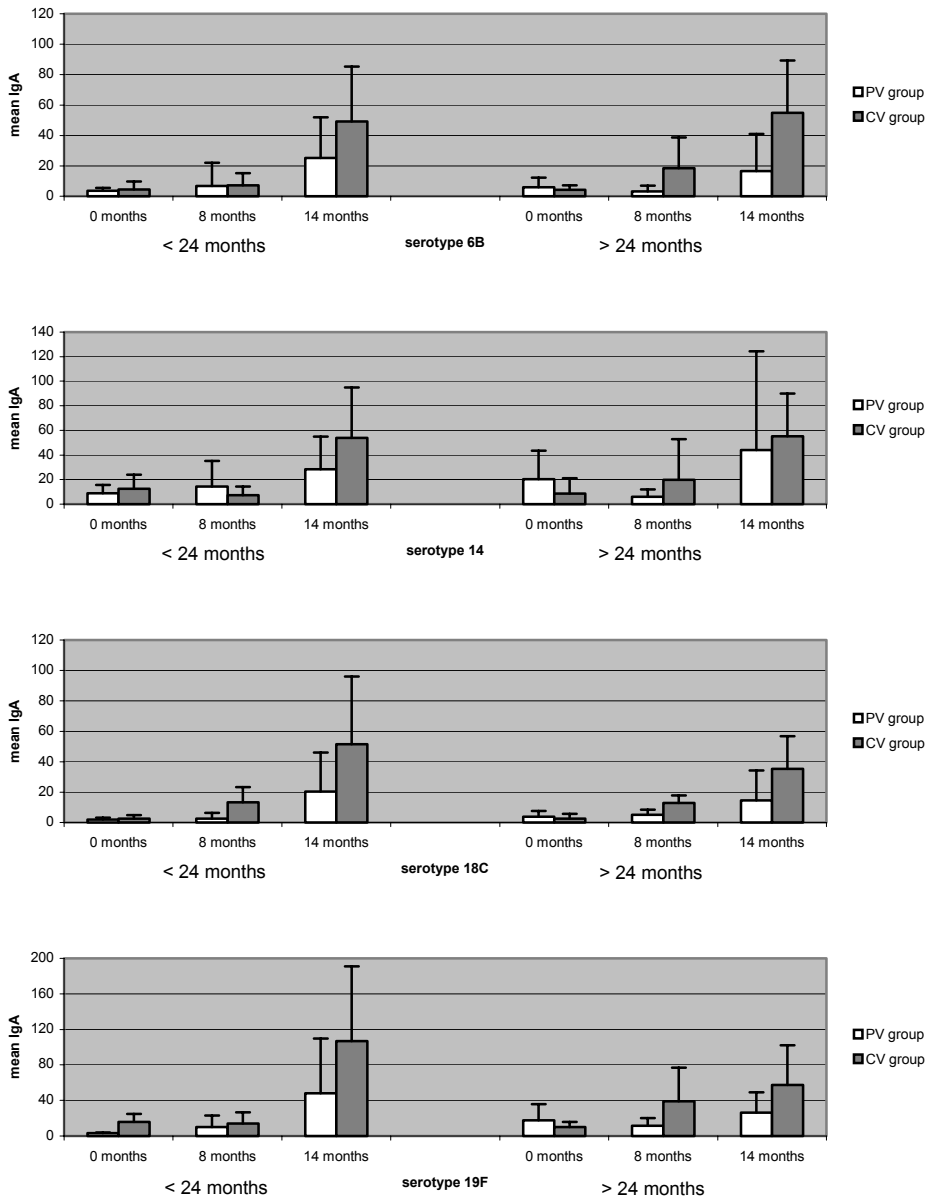 120
100
80
60
40
20
0
mean IgA
0 months 8 months 14 months 0 months 8 months 14 months
< 24 months serotype 6B > 24 months
PV group
CV group
140
120
100
80
60
40
20
0
mean IgA
0 months 8 months 14 months 0 months 8 months 14 months
< 24 months serotype 14 > 24 months
PV group
CV group
120
100
80
60
40
20
0
mean IgA
0 months 8 months 14 months 0 months 8 months 14 months
< 24 months serotype 18C > 24 months
PV group
CV group
200
160
120
80
40
0
mean IgA
0 months 8 months 14 months 0 months 8 months 14 months
< 24 months serotype 19F > 24 months
PV group
CV group